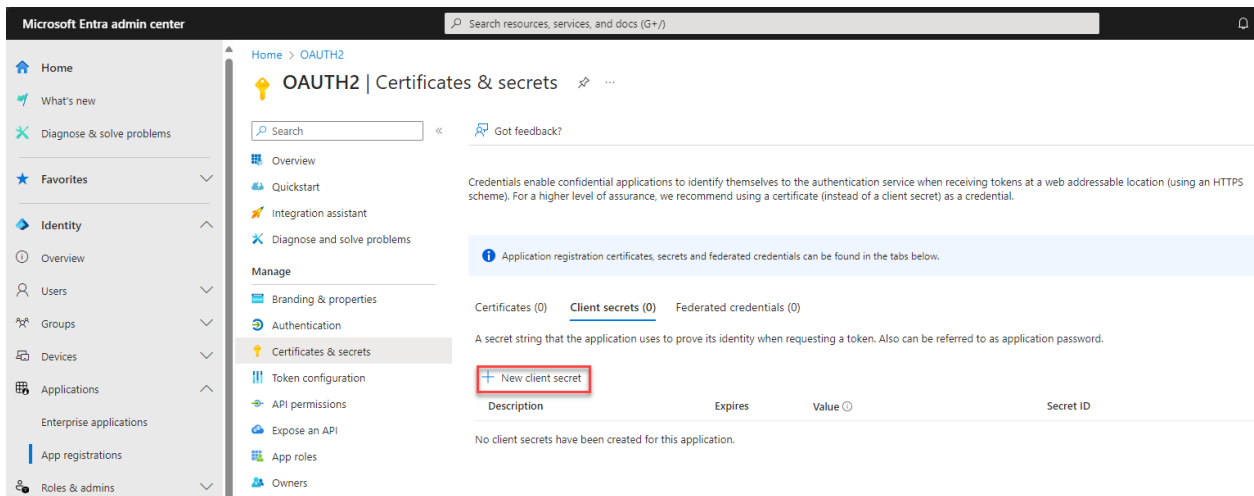 Microsoft Entra admin center
Search resources, services, and docs (G+/)
Home
What's new
Diagnose & solve problems
Favorites
Identity
Overview
Users
Groups
Devices
Applications
Enterprise applications
App registrations
Roles & admins
Home > OAUTH2
OAUTH2 | Certificates & secrets
Search
Overview
Quickstart
Integration assistant
Diagnose and solve problems
Manage
Branding & properties
Authentication
Certificates & secrets
Token configuration
API permissions
Expose an API
App roles
Owners
Got feedback?
Credentials enable confidential applications to identify themselves to the authentication service when receiving tokens at a web addressable location (using an HTTPS
scheme). For a higher level of assurance, we recommend using a certificate (instead of a client secret) as a credential.
Application registration certificates, secrets and federated credentials can be found in the tabs below.
Certificates (0) Client secrets (0) Federated credentials (0)
A secret string that the application uses to prove its identity when requesting a token. Also can be referred to as application password.
New client secret
Description Expires Value Secret ID
No client secrets have been created for this application.